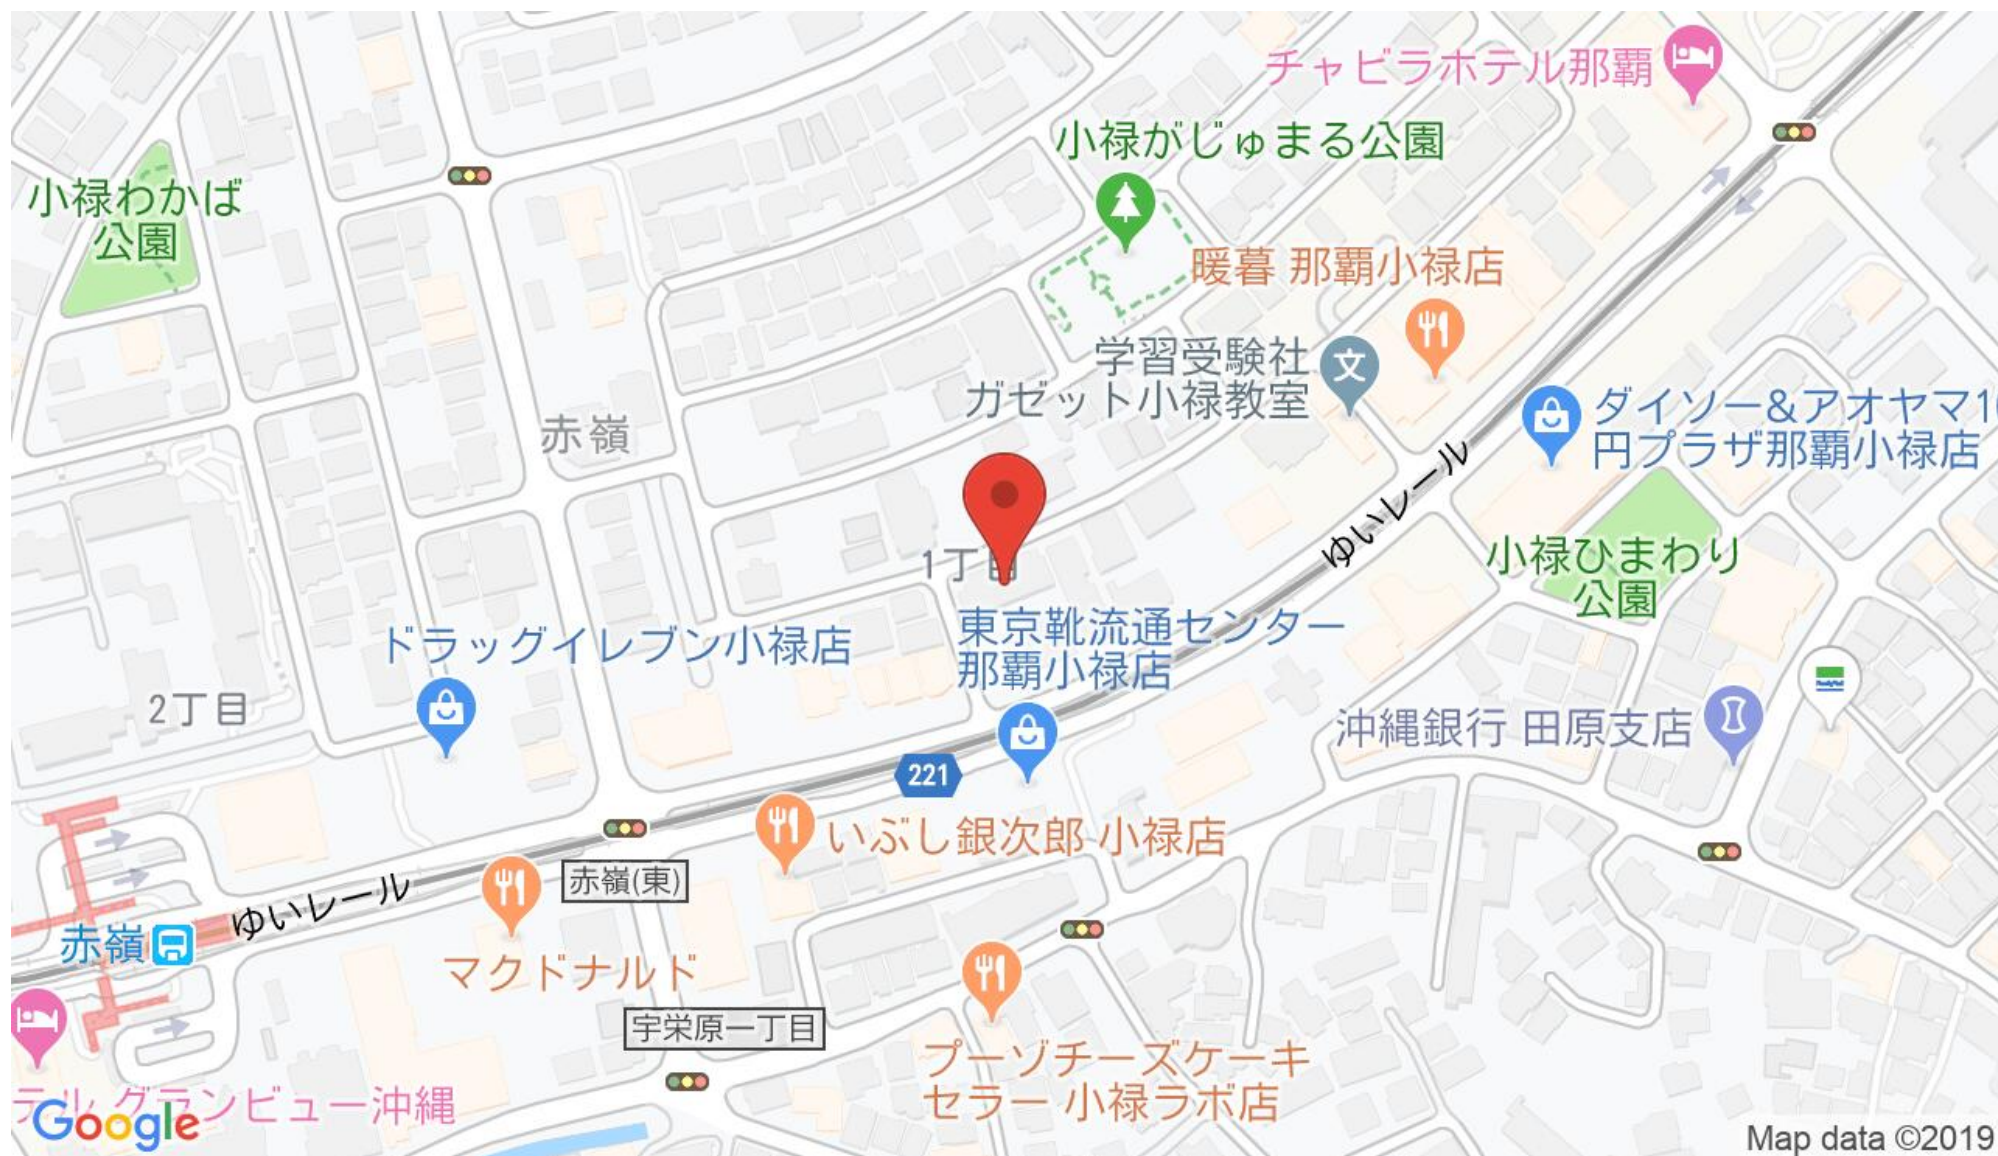 チャビラホテル那覇
小禄がじゅまる公園
小禄わかば
公園
暖暮 那覇小禄店
学習受験社
ガゼット小禄教室
ダイソー&アオヤマ1
円プラザ那覇小禄店
赤嶺
ゆいレール
1丁目
小禄ひまわり
公園
東京靴流通センター
那覇小禄店
ドラッグイレブン小禄店
2丁目
沖縄銀行 田原支店
221
いぶし銀次郎 小禄店
赤嶺(東)
ゆいレール
赤嶺
マクドナルド
宇栄原一丁目
プーゾチーズケーキ
セラー 小禄ラボ店
テル グランビュー沖縄
Google
Map data ©2019